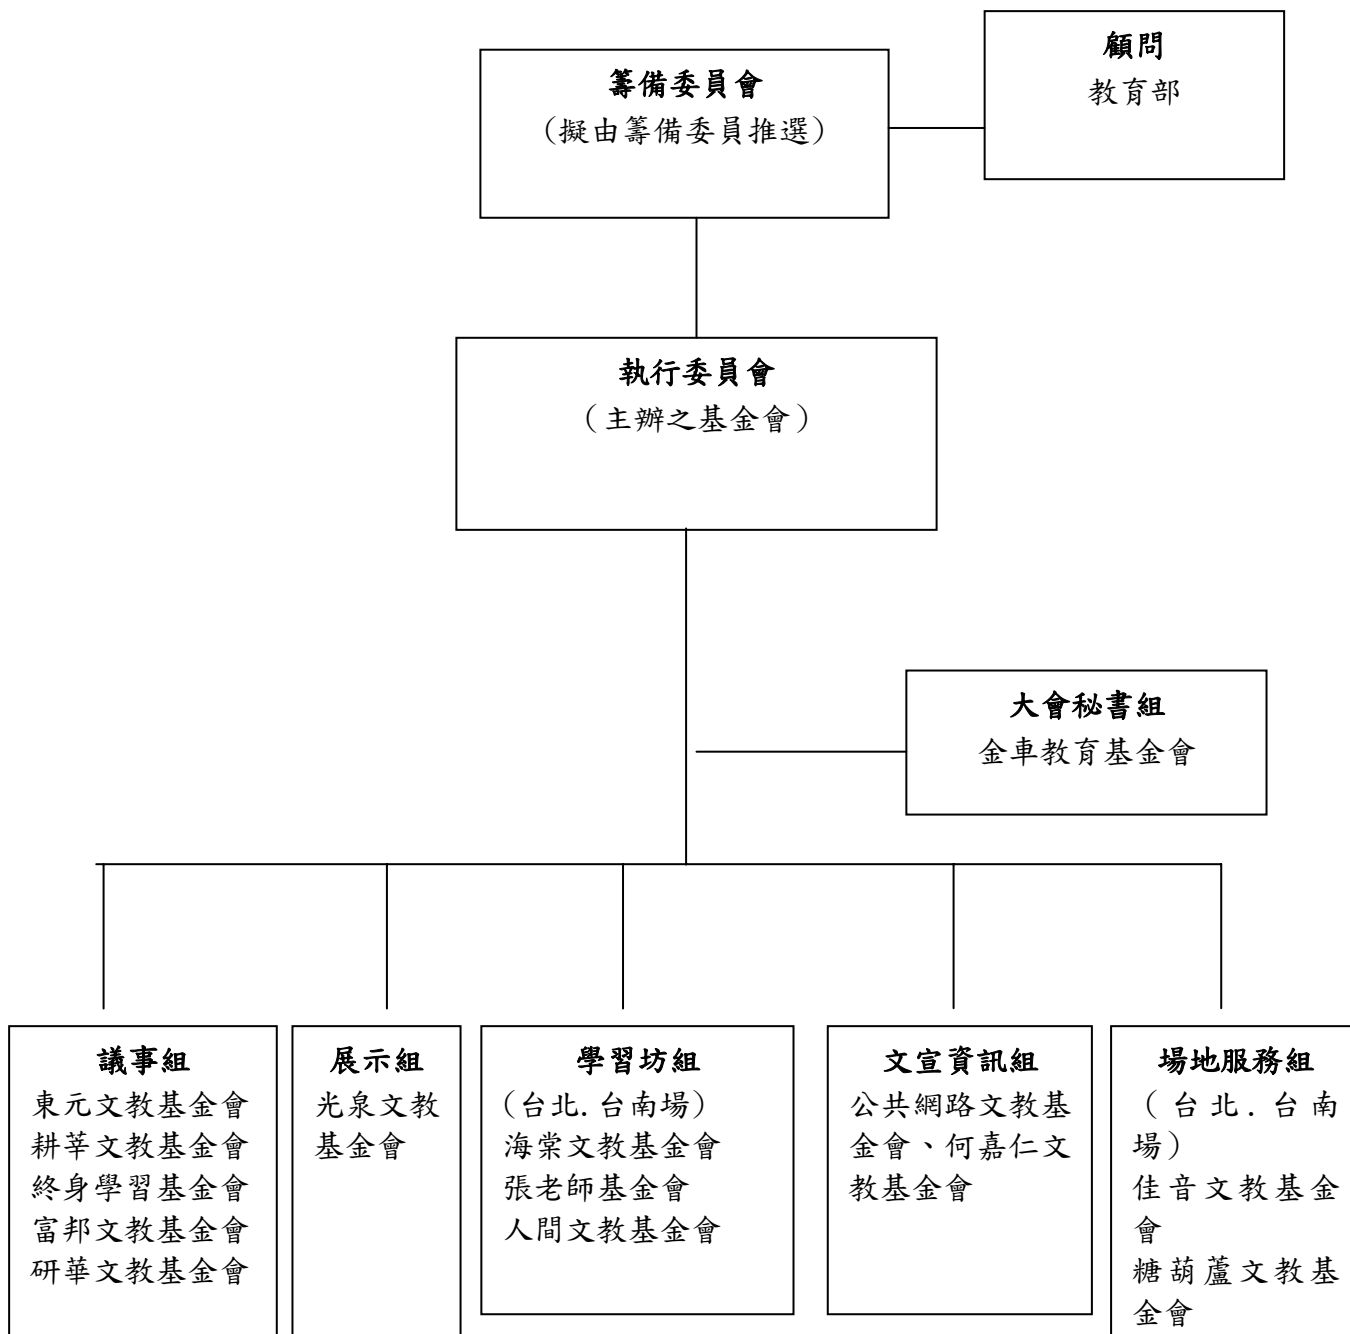 顧問
教育部
籌備委員會
（擬由籌備委員推選）
執行委員會
（主辦之基金會）
大會秘書組
金車教育基金會
議事組
東元文教基金會
耕莘文教基金會
終身學習基金會
富邦文教基金會
研華文教基金會
展示組
光泉文教
基金會
學習坊組
（台北.台南場）
海棠文教基金會
張老師基金會
人間文教基金會
文宣資訊組
公共網路文教基
金會、何嘉仁文
教基金會
場地服務組
（台北.台南
場）
佳音文教基金
會
糖葫蘆文教基
金會